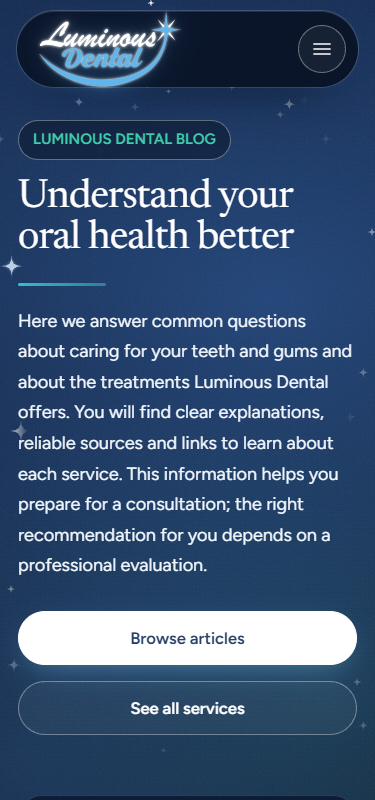 Luminous
Dental
LUMINOUS DENTAL BLOG
Understand your
oral health better
Here we answer common questions
about caring for your teeth and gums and
about the treatments Luminous Dental
offers. You will find clear explanations,
reliable sources and links to learn about
each service. This information helps you
prepare for a consultation; the right
recommendation for you depends on a
professional evaluation.
Browse articles
See all services